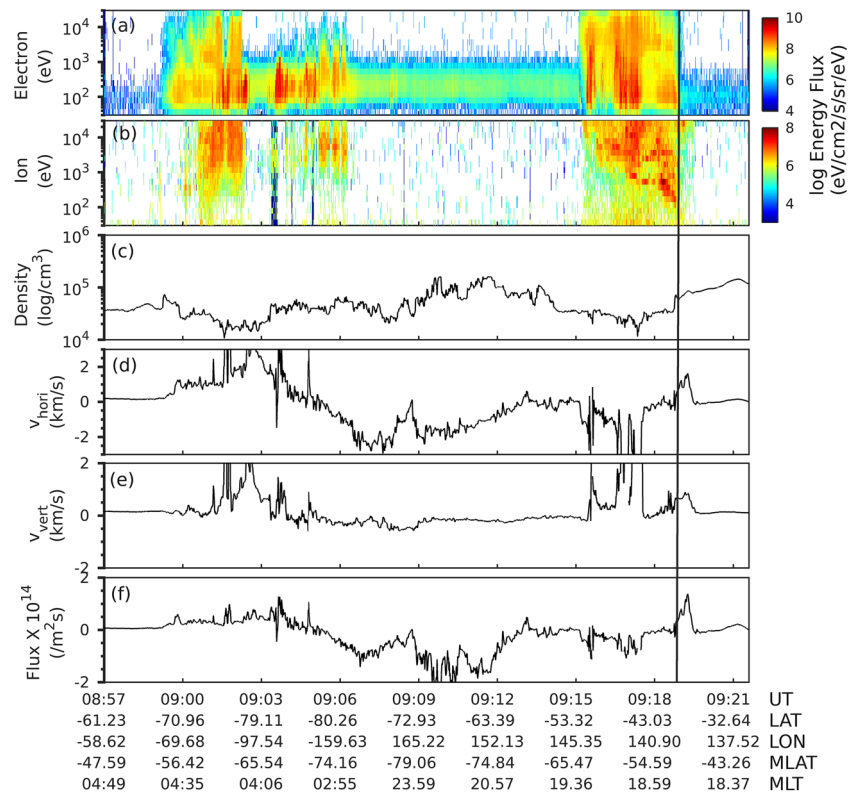 (a)
Electron
(eV)
10⁴
10³
10²
10
8
6
4
log Energy Flux
(eV/cm2/s/sr/eV)
(b)
Ion
(eV)
10⁴
10³
10²
8
6
4
(c)
Density
(log/cm³)
10⁶
10⁵
10⁴
(d)
v_hori
(km/s)
2
0
-2
(e)
v_vert
(km/s)
2
0
-2
(f)
Flux X 10¹⁴
(/m²s)
2
0
-2
08:57 09:00 09:03 09:06 09:09 09:12 09:15 09:18 09:21 UT
-61.23 -70.96 -79.11 -80.26 -72.93 -63.39 -53.32 -43.03 -32.64 LAT
-58.62 -69.68 -97.54 -159.63 165.22 152.13 145.35 140.90 137.52 LON
-47.59 -56.42 -65.54 -74.16 -79.06 -74.84 -65.47 -54.59 -43.26 MLAT
04:49 04:35 04:06 02:55 23.59 20.57 19.36 18.59 18.37 MLT